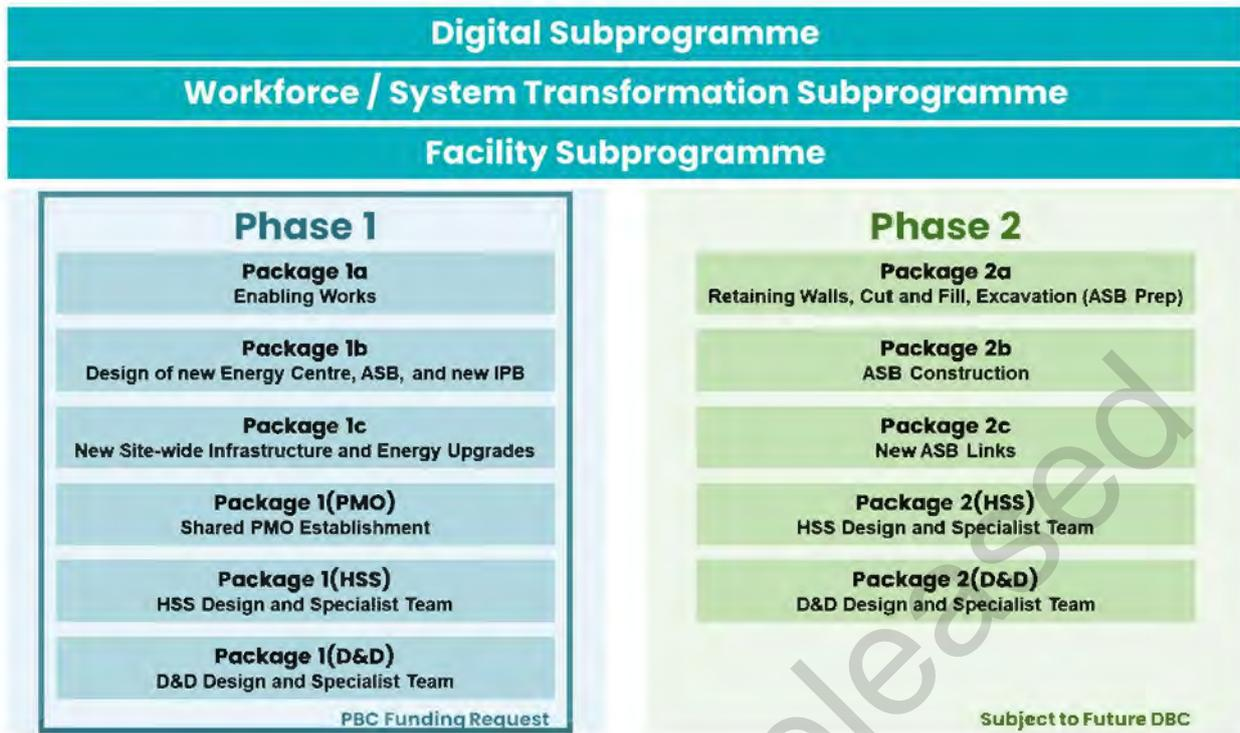 Digital Subprogramme
Workforce / System Transformation Subprogramme
Facility Subprogramme
Phase 1
Package 1a
Enabling Works
Package 1b
Design of new Energy Centre, ASB, and new IPB
Package 1c
New Site-wide Infrastructure and Energy Upgrades
Package 1(PMO)
Shared PMO Establishment
Package 1(HSS)
HSS Design and Specialist Team
Package 1(D&D)
D&D Design and Specialist Team
PBC Funding Request
Phase 2
Package 2a
Retaining Walls, Cut and Fill, Excavation (ASB Prep)
Package 2b
ASB Construction
Package 2c
New ASB Links
Package 2(HSS)
HSS Design and Specialist Team
Package 2(D&D)
D&D Design and Specialist Team
Subject to Future DBC